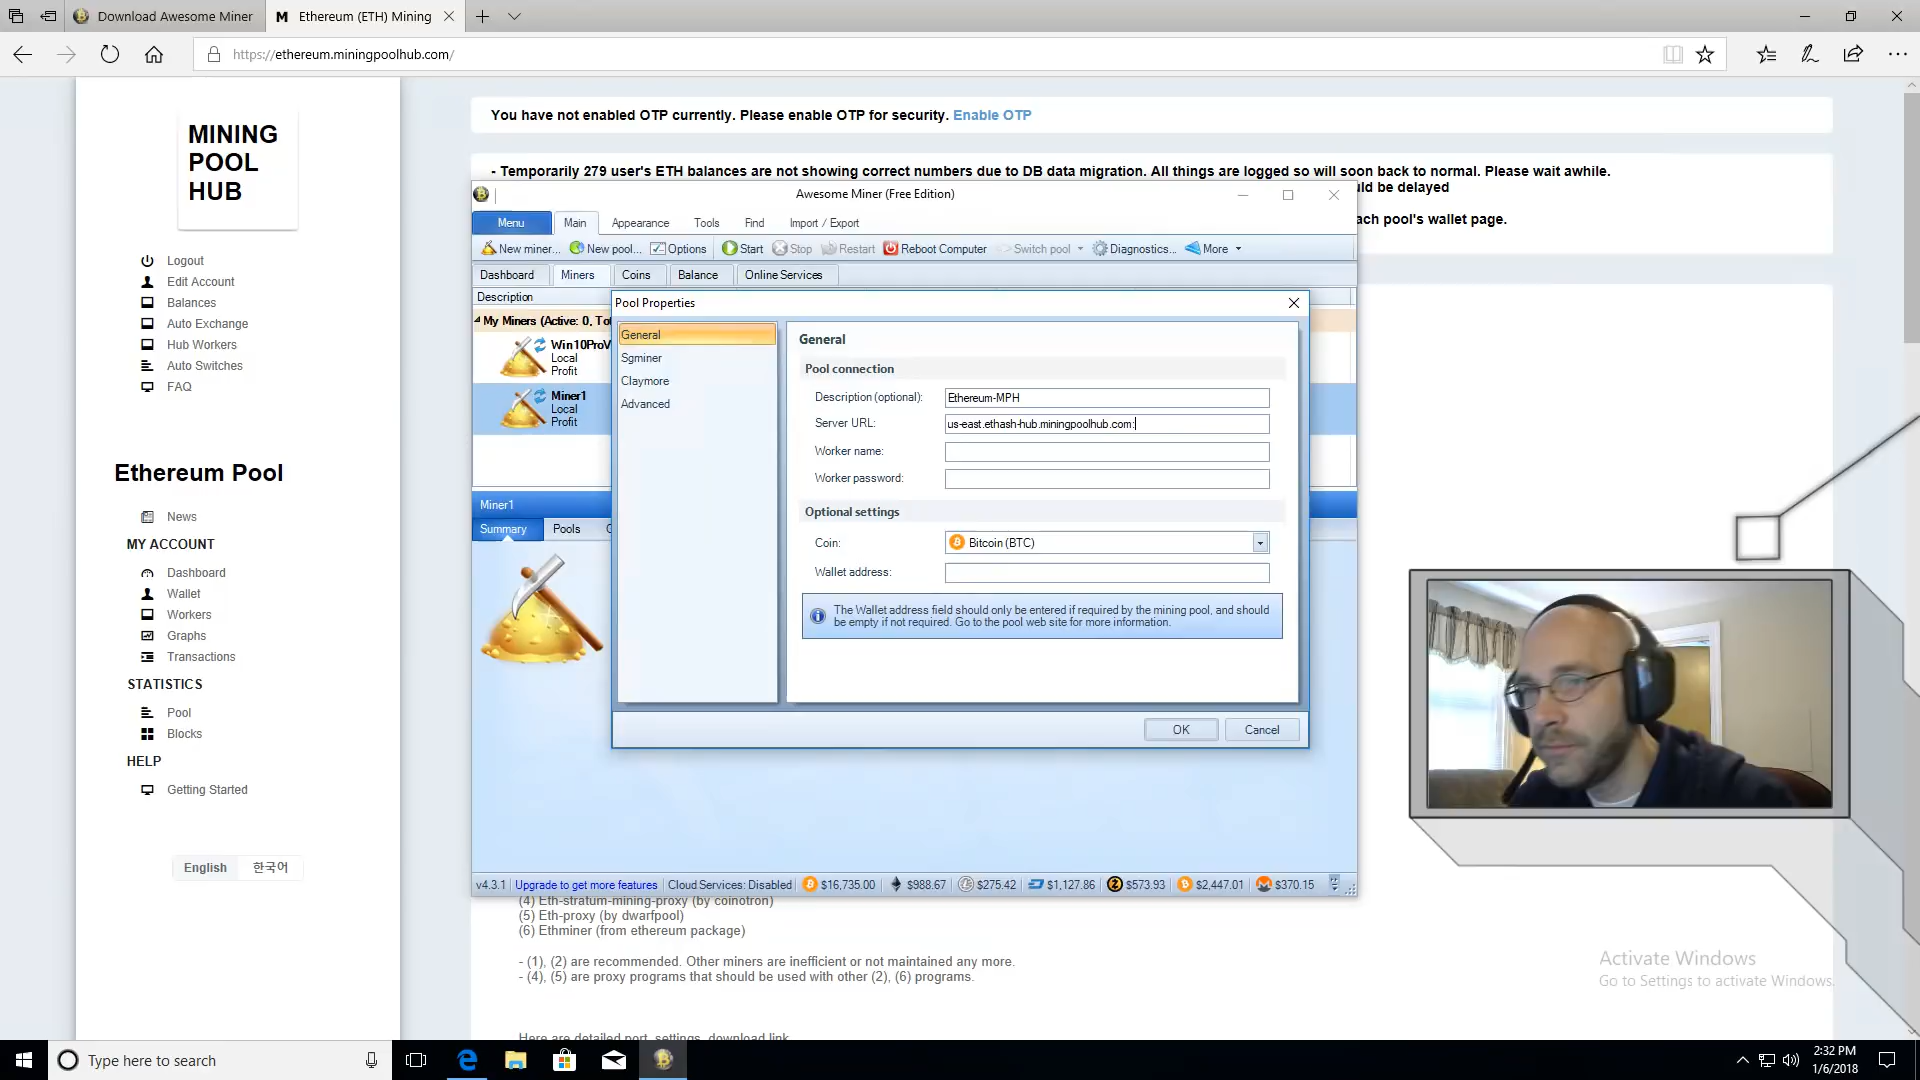 Download Awesome Miner
M Ethereum (ETH) Mining
https://ethereum.miningpoolhub.com/
MINING
POOL
HUB
Logout
Edit Account
Balances
Auto Exchange
Hub Workers
Auto Switches
FAQ
Ethereum Pool
News
MY ACCOUNT
Dashboard
Wallet
Workers
Graphs
Transactions
STATISTICS
Pool
Blocks
HELP
Getting Started
English 한국어
You have not enabled OTP currently. Please enable OTP for security. Enable OTP
- Temporarily 279 user's ETH balances are not showing correct numbers due to DB data migration. All things are logged so will soon back to normal. Please wait awhile.
uld be delayed
ach pool's wallet page.
Awesome Miner (Free Edition)
Menu Main Appearance Tools Find Import / Export
New miner... New pool... Options Start Stop Restart Reboot Computer Switch pool Diagnostics... More
Dashboard Miners Coins Balance Online Services
Description
My Miners (Active: 0, Tot
Win10ProV
Local
Profit
Miner1
Local
Profit
Miner1
Summary Pools
Pool Properties
General
Sgminer
Claymore
Advanced
General
Pool connection
Description (optional): Ethereum-MPH
Server URL: us-east.ethash-hub.miningpoolhub.com:
Worker name:
Worker password:
Optional settings
Coin: Bitcoin (BTC)
Wallet address:
The Wallet address field should only be entered if required by the mining pool, and should
be empty if not required. Go to the pool web site for more information.
OK Cancel
v4.3.1 Upgrade to get more features Cloud Services: Disabled $16,735.00 $988.67 $275.42 $1,127.86 $573.93 $2,447.01 $370.15
(4) Eth-stratum-mining-proxy (by coinotron)
(5) Eth-proxy (by dwarfpool)
(6) Ethminer (from ethereum package)
- (1), (2) are recommended. Other miners are inefficient or not maintained any more.
- (4), (5) are proxy programs that should be used with other (2), (6) programs.
Here are detailed port, settings, download link
Activate Windows
Go to Settings to activate Windows.
Type here to search
2:32 PM
1/6/2018